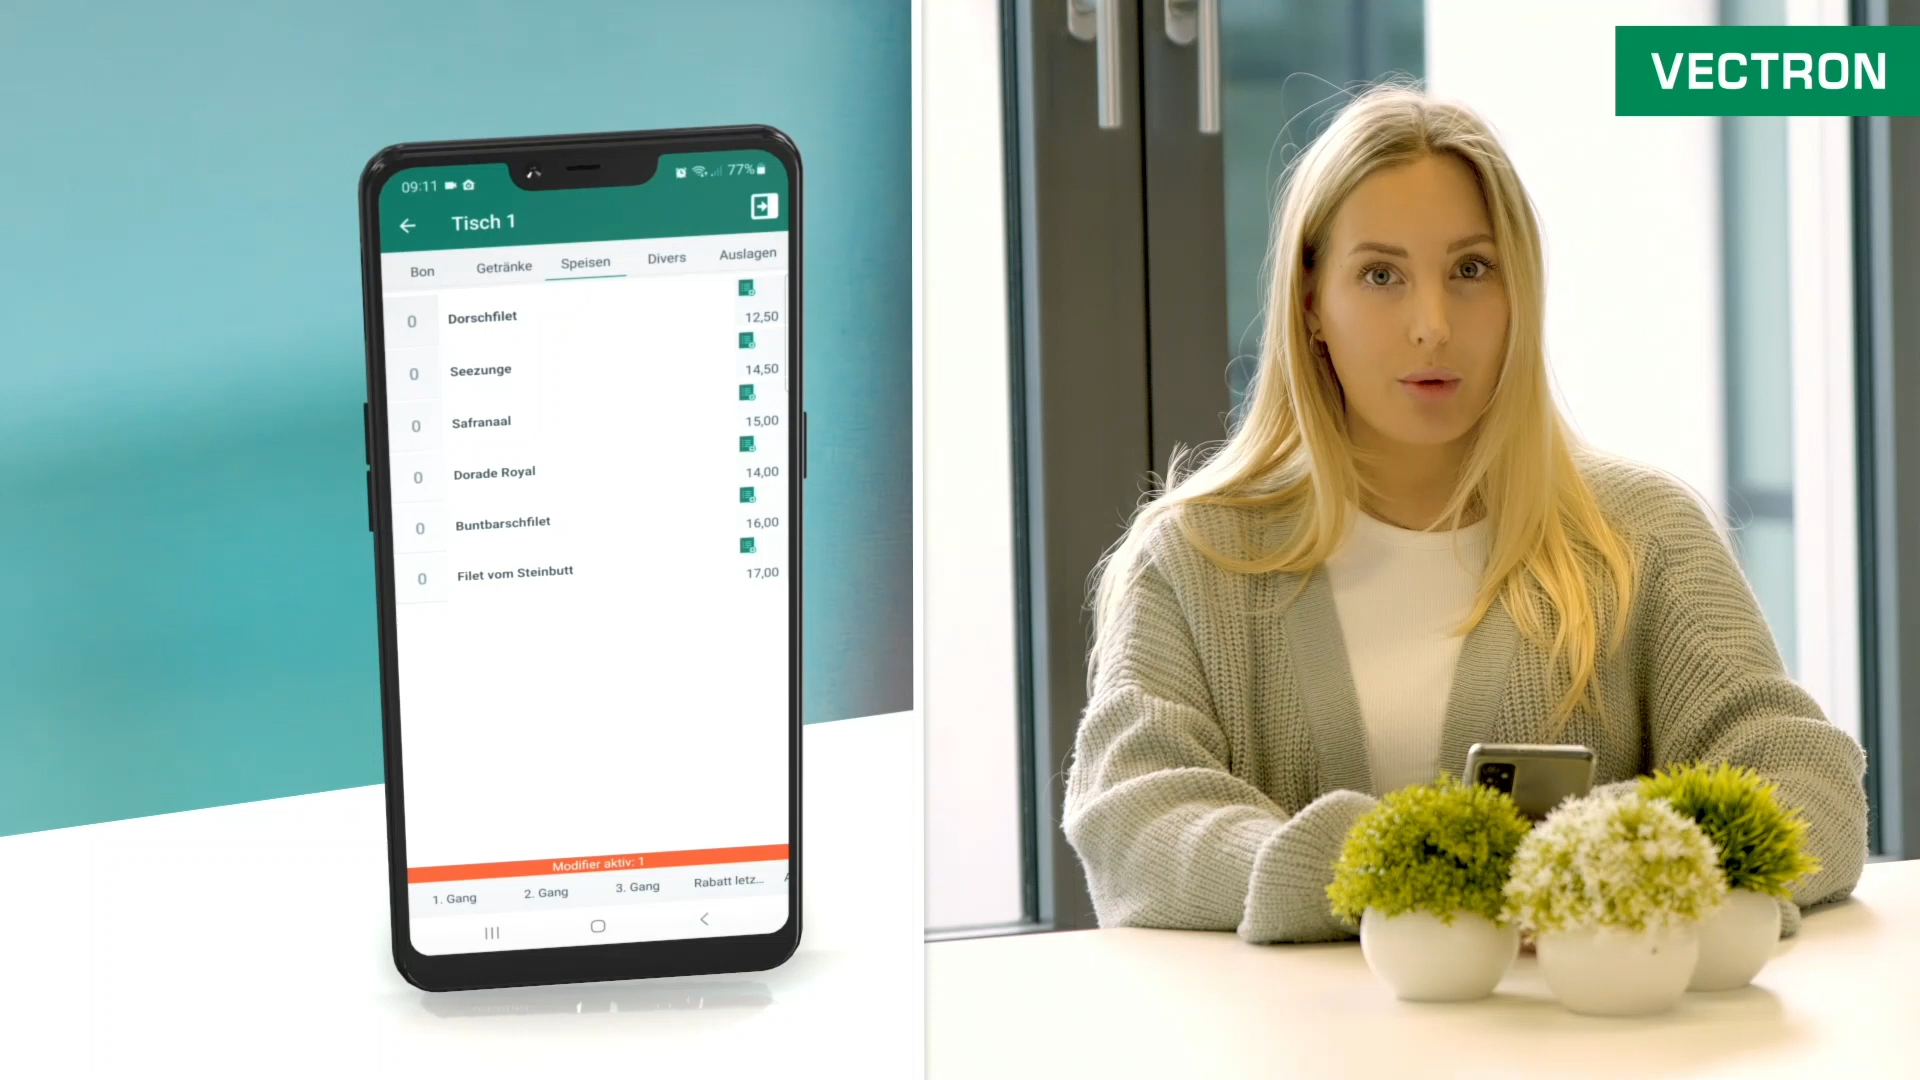 VECTRON
09:11
77%
Tisch 1
Bon Getränke Speisen Divers Auslagen
0 Dorschfilet 12,50
0 Seezunge 14,50
0 Safranaal 15,00
0 Dorade Royal 14,00
0 Buntbarschfilet 16,00
0 Filet vom Steinbutt 17,00
Modifier aktiv: 1
1. Gang 2. Gang 3. Gang Rabatt letz...